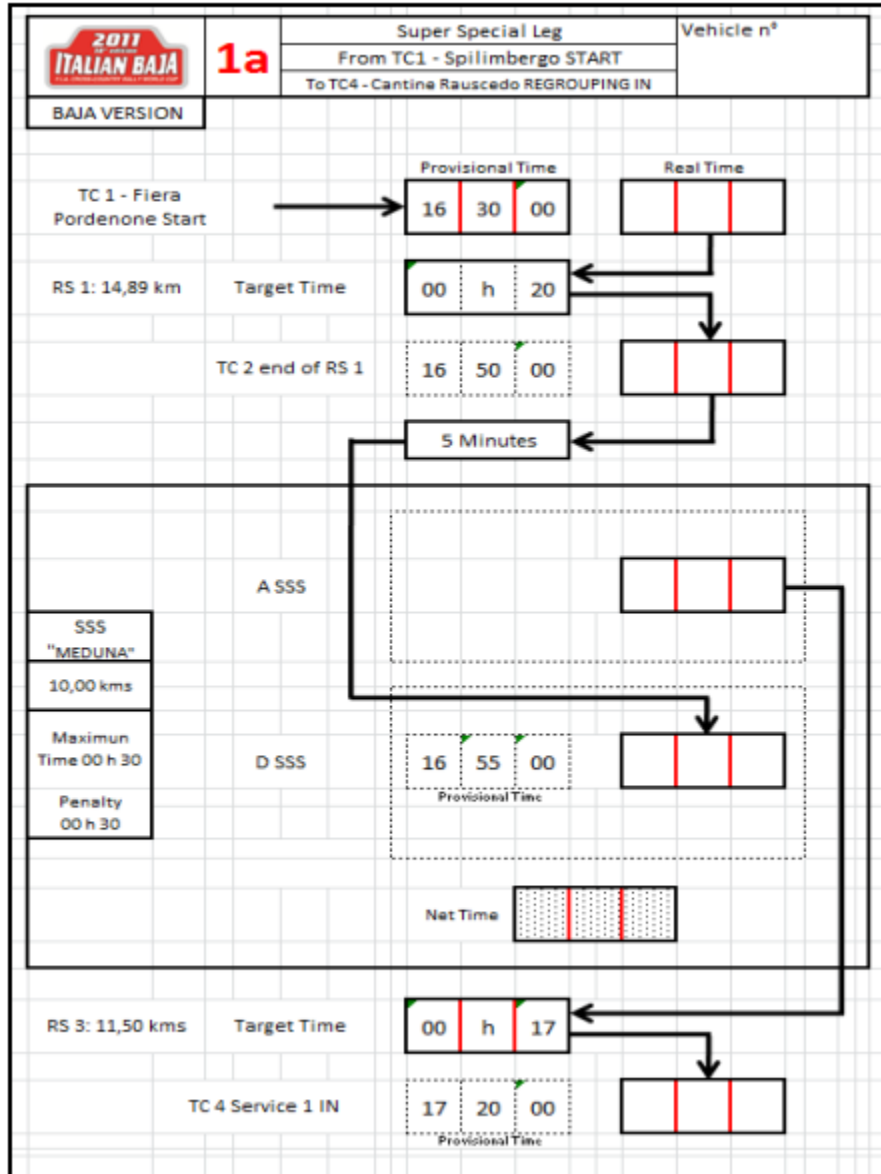 2011
ITALIAN BAJA
1a
Super Special Leg
From TC1 - Spilimbergo START
To TC4 - Cantine Rauscedo REGROUPING IN
Vehicle n°
BAJA VERSION
Provisional Time
Real Time
TC 1 - Fiera
Pordenone Start
16 30 00
RS 1: 14,89 km
Target Time
00 h 20
TC 2 end of RS 1
16 50 00
5 Minutes
A SSS
SSS
"MEDUNA"
10,00 kms
Maximun
Time 00 h 30
Penalty
00 h 30
D SSS
16 55 00
Provisional Time
Net Time
RS 3: 11,50 kms
Target Time
00 h 17
TC 4 Service 1 IN
17 20 00
Provisional Time